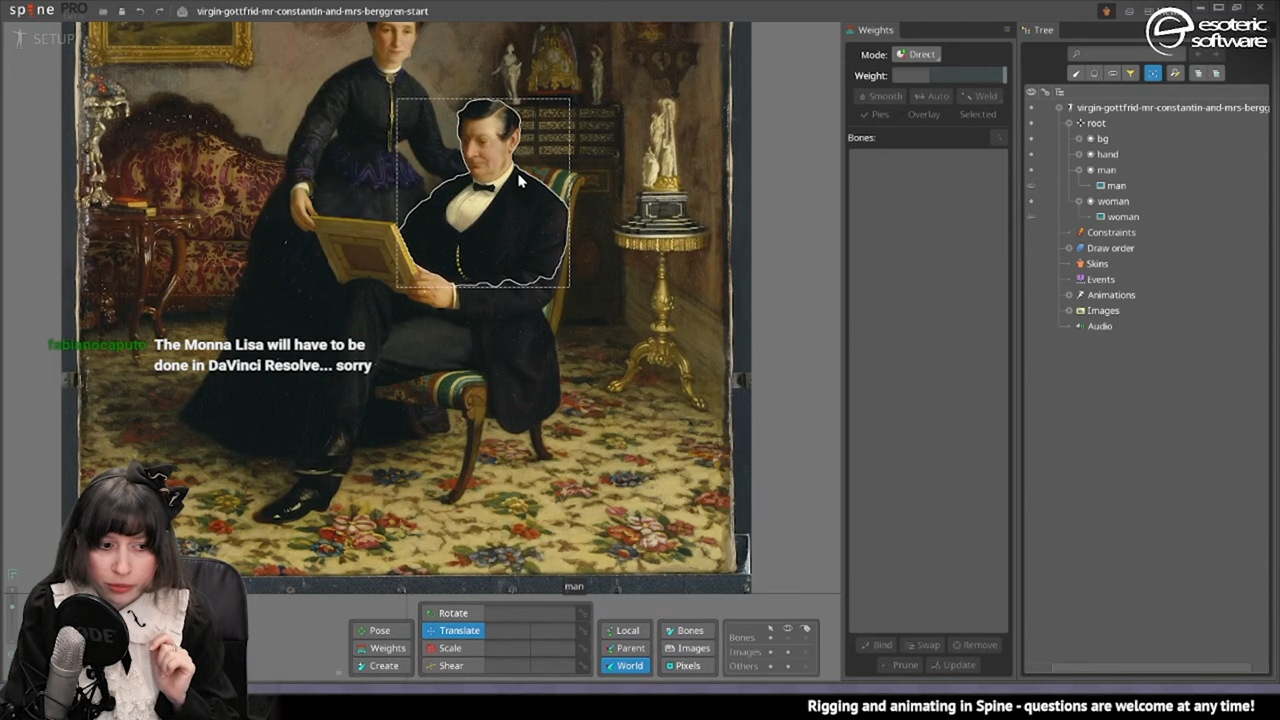 spine PRO
virgin-gottfrid-mr-constantin-and-mrs-berggren-start
SETUP
Weights
Tree
esoteric
software
Mode: Direct
Weight:
Smooth Auto Weld
Pies Overlay Selected
Bones:
virgin-gottfrid-mr-constantin-and-mrs-bergg
root
bg
hand
man
man
woman
woman
Constraints
Draw order
Skins
Events
Animations
Images
Audio
fabianocaputo The Monna Lisa will have to be
done in DaVinci Resolve... sorry
man
Pose
Weights
Create
Rotate
Translate
Scale
Shear
Local
Parent
World
Bones
Images
Pixels
Bones
Images
Others
Bind Swap Remove
Prune Update
Rigging and animating in Spine - questions are welcome at any time!